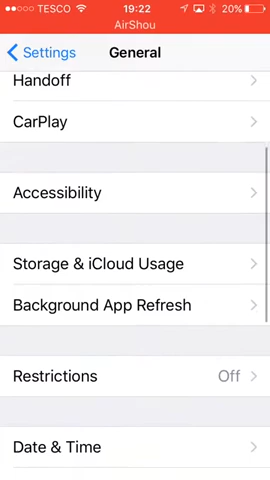 TESCO 19:22 20%
AirShou
Settings General
Handoff
CarPlay
Accessibility
Storage & iCloud Usage
Background App Refresh
Restrictions Off
Date & Time